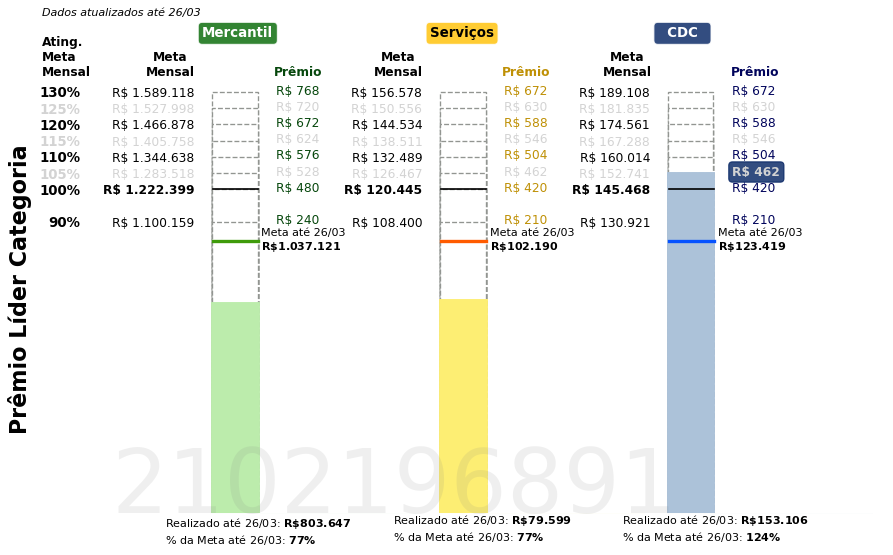 Dados atualizados até 26/03
Mercantil Serviços CDC
Ating.
Meta Meta Meta Meta
Mensal Mensal Prêmio Mensal Prêmio Mensal Prêmio
130% R$ 1.589.118 R$ 768 R$ 156.578 R$ 672 R$ 189.108 R$ 672
125% R$ 1.527.998 R$ 720 R$ 150.556 R$ 630 R$ 181.835 R$ 630
120% R$ 1.466.878 R$ 672 R$ 144.534 R$ 588 R$ 174.561 R$ 588
115% R$ 1.405.758 R$ 624 R$ 138.511 R$ 546 R$ 167.288 R$ 546
110% R$ 1.344.638 R$ 576 R$ 132.489 R$ 504 R$ 160.014 R$ 504
105% R$ 1.283.518 R$ 528 R$ 126.467 R$ 462 R$ 152.741 R$ 462
100% R$ 1.222.399 R$ 480 R$ 120.445 R$ 420 R$ 145.468 R$ 420
90% R$ 1.100.159 R$ 240 R$ 108.400 R$ 210 R$ 130.921 R$ 210
Meta até 26/03 Meta até 26/03 Meta até 26/03
R$1.037.121 R$102.190 R$123.419
Prêmio Líder Categoria
2102196891
Realizado até 26/03: R$803.647 Realizado até 26/03: R$79.599 Realizado até 26/03: R$153.106
% da Meta até 26/03: 77% % da Meta até 26/03: 77% % da Meta até 26/03: 124%